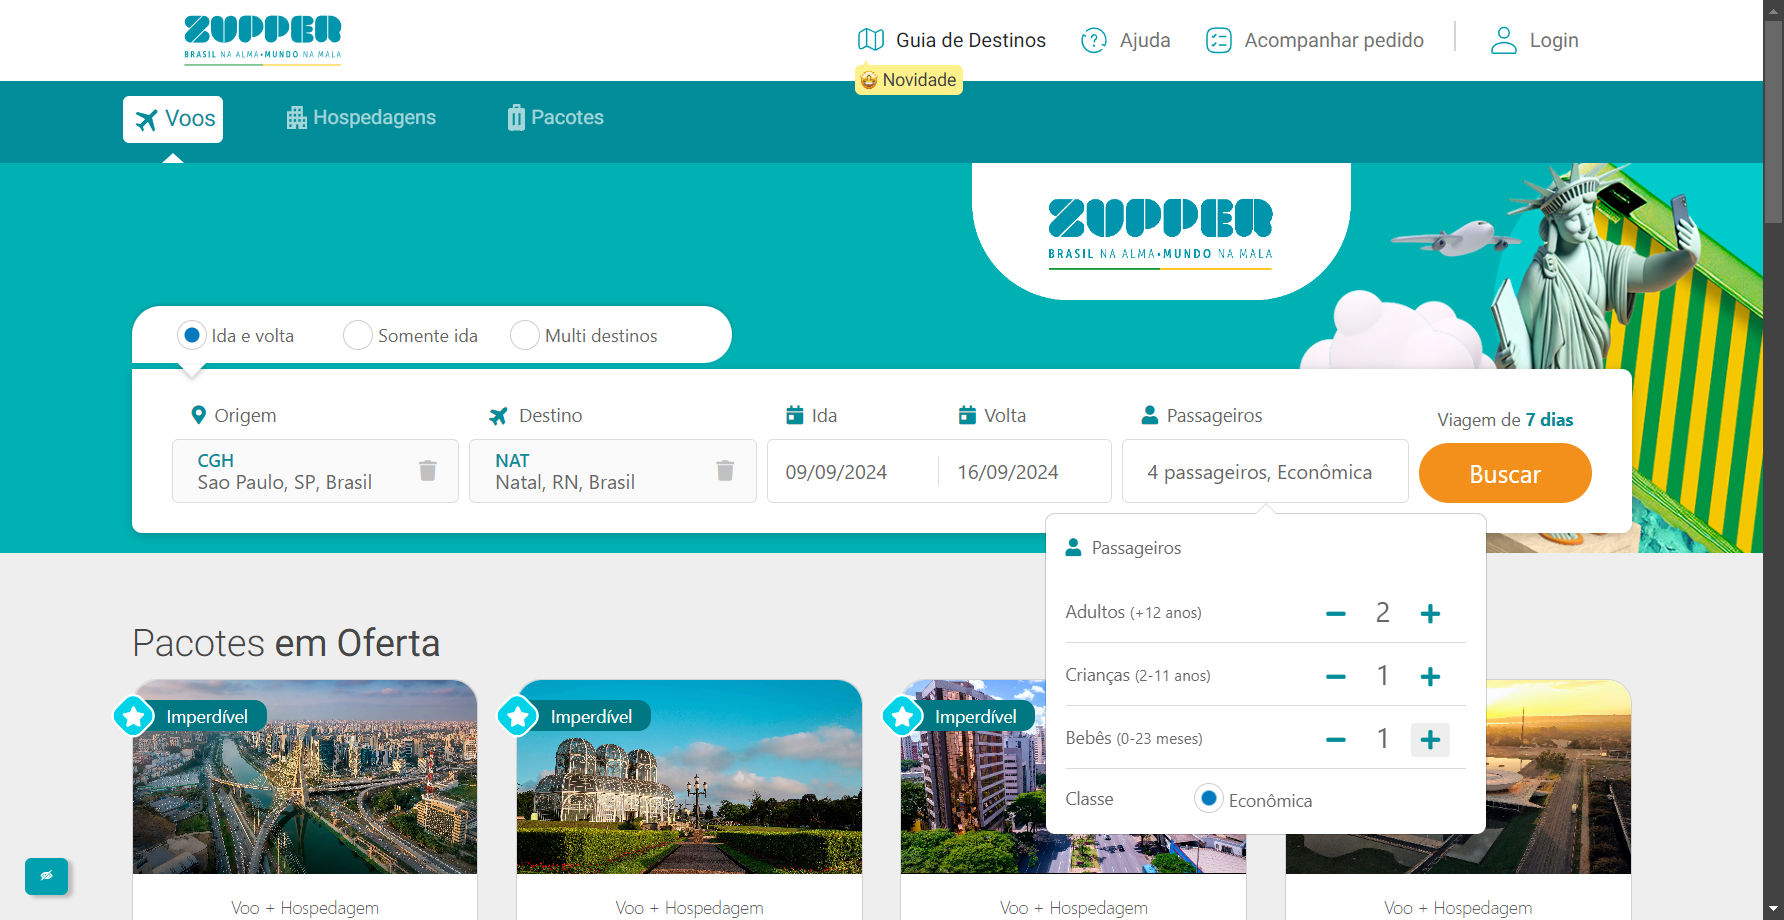 ZUPPER
BRASIL NA ALMA•MUNDO NA MALA
Guia de Destinos
Ajuda
Acompanhar pedido
Login
Novidade
Voos
Hospedagens
Pacotes
ZUPPER
BRASIL NA ALMA•MUNDO NA MALA
Ida e volta
Somente ida
Multi destinos
Origem
Destino
Ida
Volta
Passageiros
Viagem de 7 dias
CGH
Sao Paulo, SP, Brasil
NAT
Natal, RN, Brasil
09/09/2024
16/09/2024
4 passageiros, Econômica
Buscar
Passageiros
Adultos (+12 anos)
2
Crianças (2-11 anos)
1
Bebês (0-23 meses)
1
Classe
Econômica
Pacotes em Oferta
Imperdível
Imperdível
Imperdível
Voo + Hospedagem
Voo + Hospedagem
Voo + Hospedagem
Voo + Hospedagem